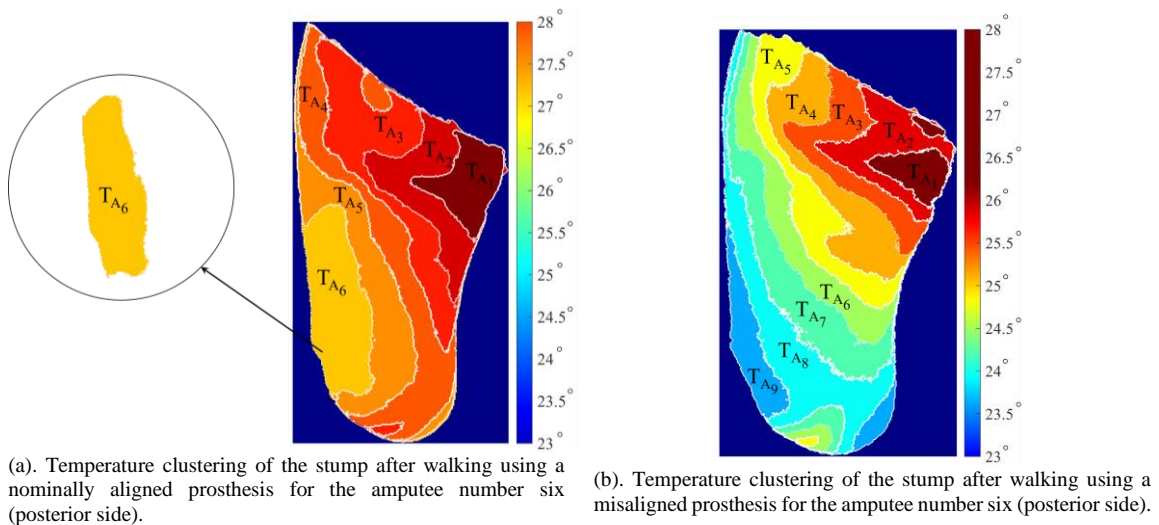 28°
27.5°
27°
26.5°
26°
25.5°
25°
24.5°
24°
23.5°
23°
T_A4
T_A3
T_A2
T_A1
T_A5
T_A6
T_A6
(a). Temperature clustering of the stump after walking using a
nominally aligned prosthesis for the amputee number six
(posterior side).
28°
27.5°
27°
26.5°
26°
25.5°
25°
24.5°
24°
23.5°
23°
T_A5
T_A4
T_A3
T_A2
T_A1
T_A6
T_A7
T_A8
T_A9
(b). Temperature clustering of the stump after walking using a
misaligned prosthesis for the amputee number six (posterior side).